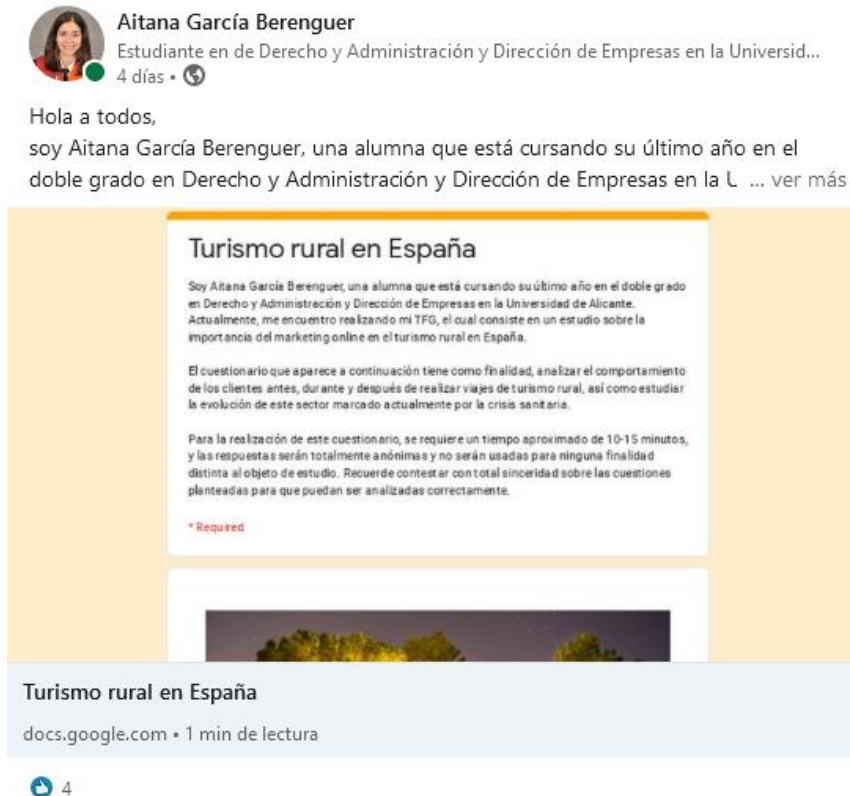 Aitana García Berenguer
Estudiante en de Derecho y Administración y Dirección de Empresas en la Universid...
4 días •
Hola a todos,
soy Aitana García Berenguer, una alumna que está cursando su último año en el
doble grado en Derecho y Administración y Dirección de Empresas en la U ... ver más
Turismo rural en España
Soy Aitana García Berenguer, una alumna que está cursando su último año en el doble grado
en Derecho y Administración y Dirección de Empresas en la Universidad de Alicante.
Actualmente, me encuentro realizando mi TFG, el cual consiste en un estudio sobre la
importancia del marketing online en el turismo rural en España.
El cuestionario que aparece a continuación tiene como finalidad, analizar el comportamiento
de los clientes antes, durante y después de realizar viajes de turismo rural, así como estudiar
la evolución de este sector marcado actualmente por la crisis sanitaria.
Para la realización de este cuestionario, se requiere un tiempo aproximado de 10-15 minutos,
y las respuestas serán totalmente anónimas y no serán usadas para ninguna finalidad
distinta al objeto de estudio. Recuerde contestar con total sinceridad sobre las cuestiones
planteadas para que puedan ser analizadas correctamente.
* Required
Turismo rural en España
docs.google.com • 1 min de lectura
4